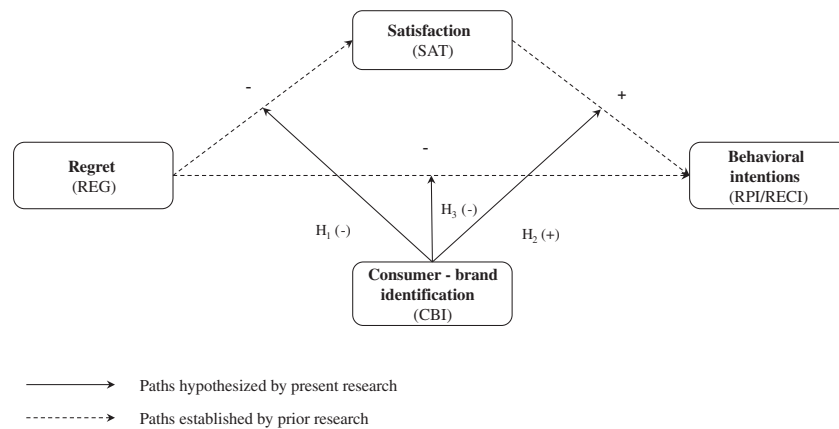 Satisfaction
(SAT)
-
+
Regret
(REG)
-
Behavioral
intentions
(RPI/RECI)
H1 (-)
H3 (-)
H2 (+)
Consumer - brand
identification
(CBI)
Paths hypothesized by present research
Paths established by prior research